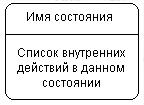 Имя состояния
Список внутренних
действий в данном
состоянии